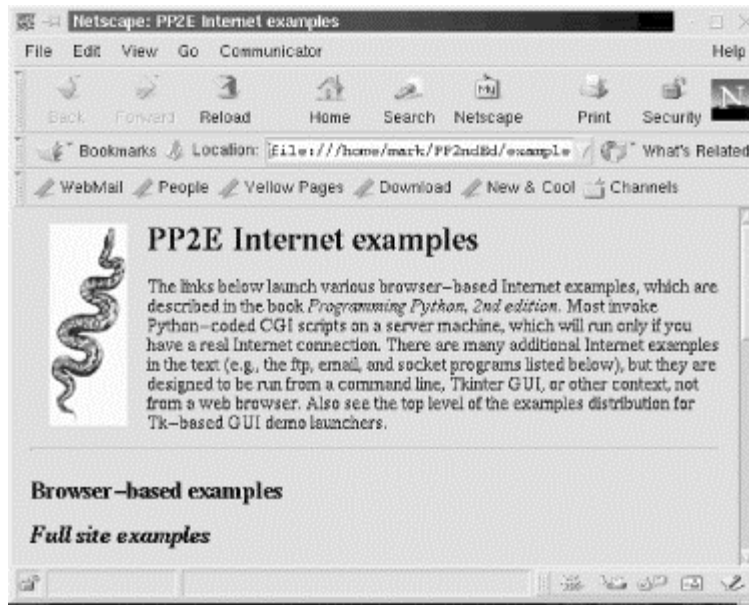 Netscape: PP2E Internet examples
File Edit View Go Communicator Help
Back Forward Reload Home Search Netscape Print Security N
Bookmarks Location: file:///home/mark/PP2ndEd/example What's Related
WebMail People Yellow Pages Download New & Cool Channels
PP2E Internet examples
The links below launch various browser-based Internet examples, which are
described in the book Programming Python, 2nd edition. Most invoke
Python-coded CGI scripts on a server machine, which will run only if you
have a real Internet connection. There are many additional Internet examples
in the text (e.g., the ftp, email, and socket programs listed below), but they are
designed to be run from a command line, Tkinter GUI, or other context, not
from a web browser. Also see the top level of the examples distribution for
Tk-based GUI demo launchers.
Browser-based examples
Full site examples